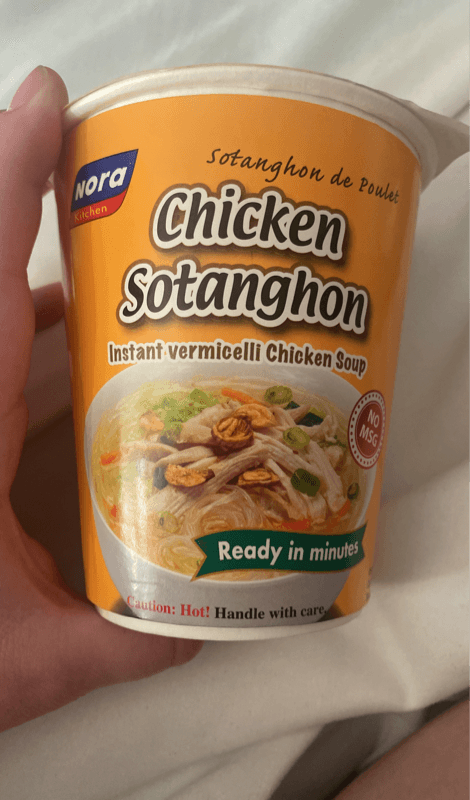 Nora
Kitchen
Sotanghon de Poulet
Chicken
Sotanghon
Instant vermicelli Chicken Soup
NO
MSG
Ready in minutes
Caution: Hot! Handle with care.